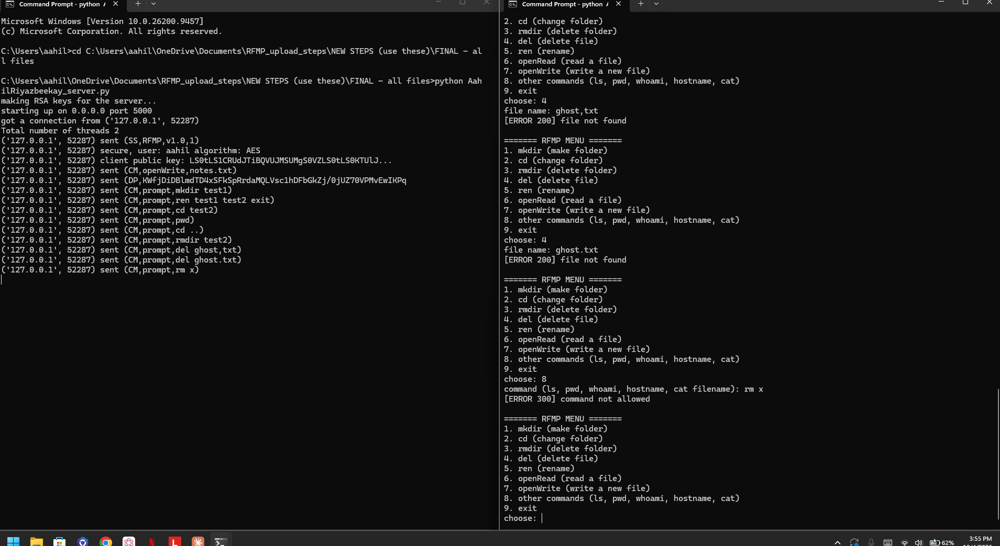 Command Prompt - python
Microsoft Windows [Version 10.0.26200.9457]
(c) Microsoft Corporation. All rights reserved.
C:\Users\aahil>cd C:\Users\aahil\OneDrive\Documents\RFMP_upload_steps\NEW STEPS (use these)\FINAL - al
l files
C:\Users\aahil\OneDrive\Documents\RFMP_upload_steps\NEW STEPS (use these)\FINAL - all files>python Aah
ilRiyazbeekay_server.py
making RSA keys for the server...
starting up on 0.0.0.0 port 5000
got a connection from ('127.0.0.1', 52287)
Total number of threads 2
('127.0.0.1', 52287) sent (SS,RFMP,v1.0,1)
('127.0.0.1', 52287) secure, user: aahil algorithm: AES
('127.0.0.1', 52287) client public key: LS0tLS1CRUdJTiBQVUJMSUMgS0VZLS0tLS0KTUlJ...
('127.0.0.1', 52287) sent (CM,openWrite,notes.txt)
('127.0.0.1', 52287) sent (DP,KWfjDiDBlmdTD4xSFkSpRrdaMQLVsc1hDFbGkZj/0jUZ70VPMvEwIKPq
('127.0.0.1', 52287) sent (CM,prompt,mkdir test1)
('127.0.0.1', 52287) sent (CM,prompt,ren test1 test2 exit)
('127.0.0.1', 52287) sent (CM,prompt,cd test2)
('127.0.0.1', 52287) sent (CM,prompt,pwd)
('127.0.0.1', 52287) sent (CM,prompt,cd ..)
('127.0.0.1', 52287) sent (CM,prompt,rmdir test2)
('127.0.0.1', 52287) sent (CM,prompt,del ghost,txt)
('127.0.0.1', 52287) sent (CM,prompt,del ghost.txt)
('127.0.0.1', 52287) sent (CM,prompt,rm x)
Command Prompt - python
2. cd (change folder)
3. rmdir (delete folder)
4. del (delete file)
5. ren (rename)
6. openRead (read a file)
7. openWrite (write a new file)
8. other commands (ls, pwd, whoami, hostname, cat)
9. exit
choose: 4
file name: ghost,txt
[ERROR 200] file not found
======= RFMP MENU =======
1. mkdir (make folder)
2. cd (change folder)
3. rmdir (delete folder)
4. del (delete file)
5. ren (rename)
6. openRead (read a file)
7. openWrite (write a new file)
8. other commands (ls, pwd, whoami, hostname, cat)
9. exit
choose: 4
file name: ghost.txt
[ERROR 200] file not found
======= RFMP MENU =======
1. mkdir (make folder)
2. cd (change folder)
3. rmdir (delete folder)
4. del (delete file)
5. ren (rename)
6. openRead (read a file)
7. openWrite (write a new file)
8. other commands (ls, pwd, whoami, hostname, cat)
9. exit
choose: 8
command (ls, pwd, whoami, hostname, cat filename): rm x
[ERROR 300] command not allowed
======= RFMP MENU =======
1. mkdir (make folder)
2. cd (change folder)
3. rmdir (delete folder)
4. del (delete file)
5. ren (rename)
6. openRead (read a file)
7. openWrite (write a new file)
8. other commands (ls, pwd, whoami, hostname, cat)
9. exit
choose:
62%
3:55 PM